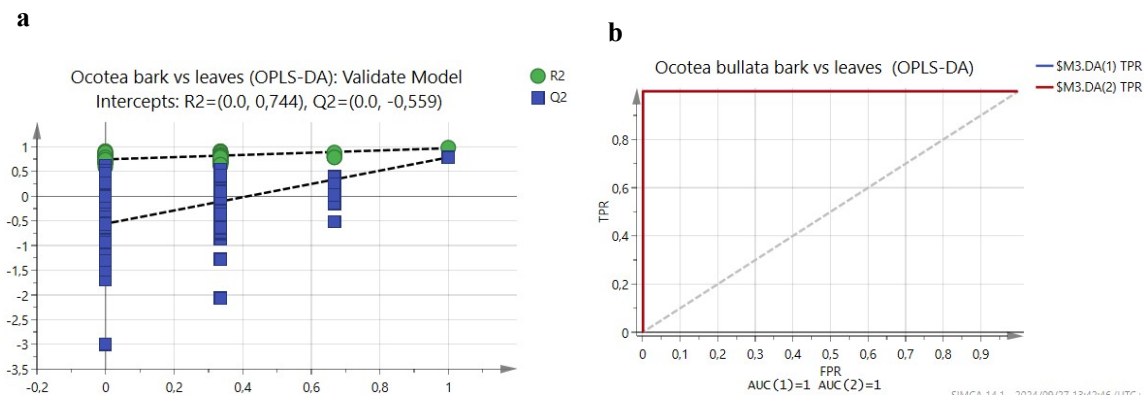 a
Ocotea bark vs leaves (OPLS-DA): Validate Model
Intercepts: R2=(0.0, 0,744), Q2=(0.0, -0,559)
R2
Q2
1
0,5
0
-0,5
-1
-1,5
-2
-2,5
-3
-3,5
-0,2 0 0,2 0,4 0,6 0,8 1
b
Ocotea bullata bark vs leaves (OPLS-DA)
$M3.DA(1) TPR
$M3.DA(2) TPR
TPR
0,8
0,6
0,4
0,2
0
0 0,1 0,2 0,3 0,4 0,5 0,6 0,7 0,8 0,9
FPR
AUC(1)=1 AUC(2)=1